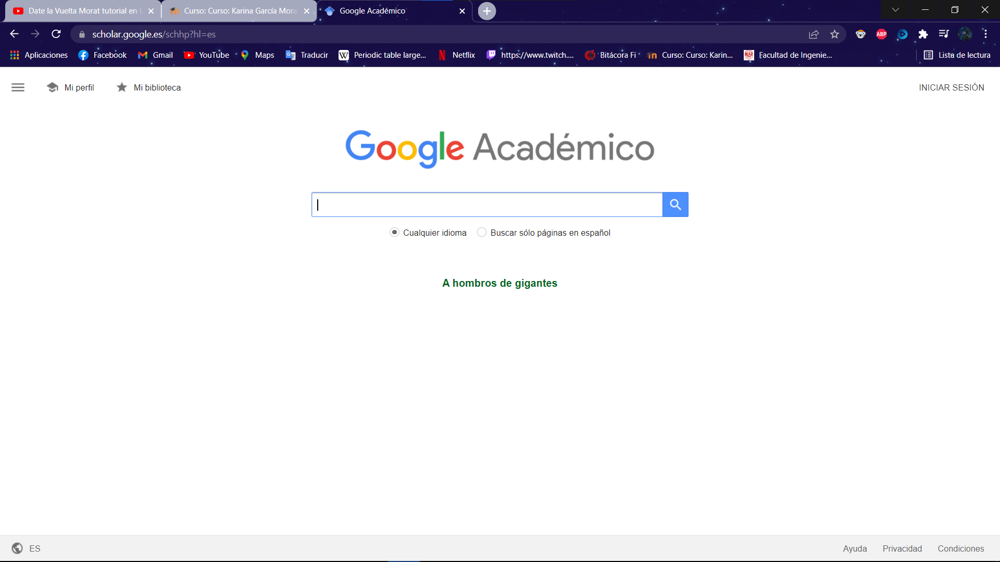 Date la Vuelta Morat tutorial en
Curso: Curso: Karina García Mora
Google Académico
scholar.google.es/schhp?hl=es
ABP
Aplicaciones
Facebook
Gmail
YouTube
Maps
Traducir
Periodic table large...
Netflix
https://www.twitch....
Bitácora Fi
Curso: Curso: Karin...
Facultad de Ingenie...
Lista de lectura
Mi perfil
Mi biblioteca
INICIAR SESIÓN
Google Académico
Cualquier idioma
Buscar sólo páginas en español
A hombros de gigantes
ES
Ayuda
Privacidad
Condiciones